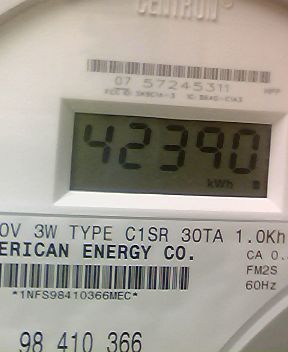 CENTRON®
07 57245311
42390
kWh
0V 3W TYPE C1SR 30TA 1.0Kh
ERICAN ENERGY CO.
CA 0.
FM2S
60Hz
*1NFS98410366MEC*
98 410 366